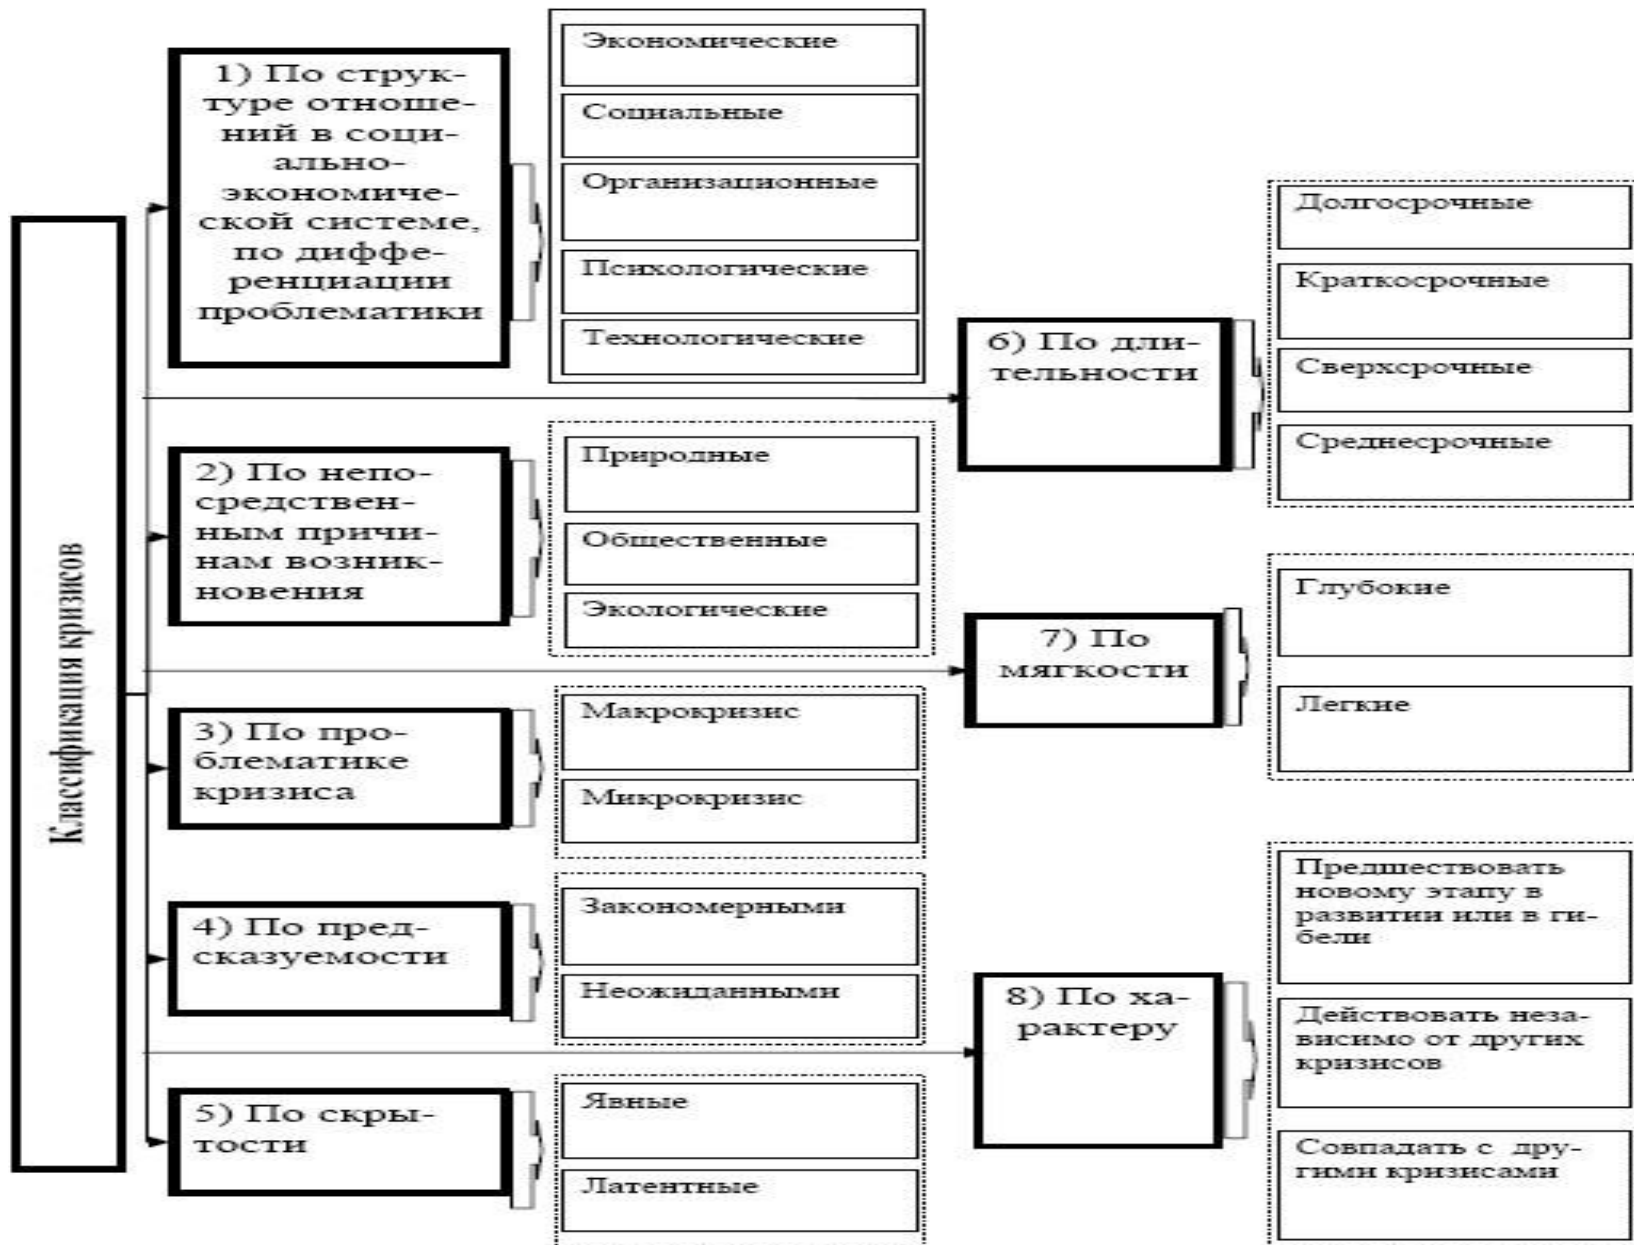 Классификация кризисов
1) По струк-
туре отноше-
ний в соци-
ально-
экономиче-
ской системе,
по диффе-
ренциации
проблематики
Экономические
Социальные
Организационные
Психологические
Технологические
2) По непо-
средствен-
ным причи-
нам возник-
новения
Природные
Общественные
Экологические
3) По про-
блематике
кризиса
Макрокризис
Микрокризис
4) По пред-
сказуемости
Закономерными
Неожиданными
5) По скры-
тости
Явные
Латентные
6) По дли-
тельности
Долгосрочные
Краткосрочные
Сверхсрочные
Среднесрочные
7) По
мягкости
Глубокие
Легкие
8) По ха-
рактеру
Предшествовать
новому этапу в
развитии или в ги-
бели
Действовать неза-
висимо от других
кризисов
Совпадать с дру-
гими кризисами